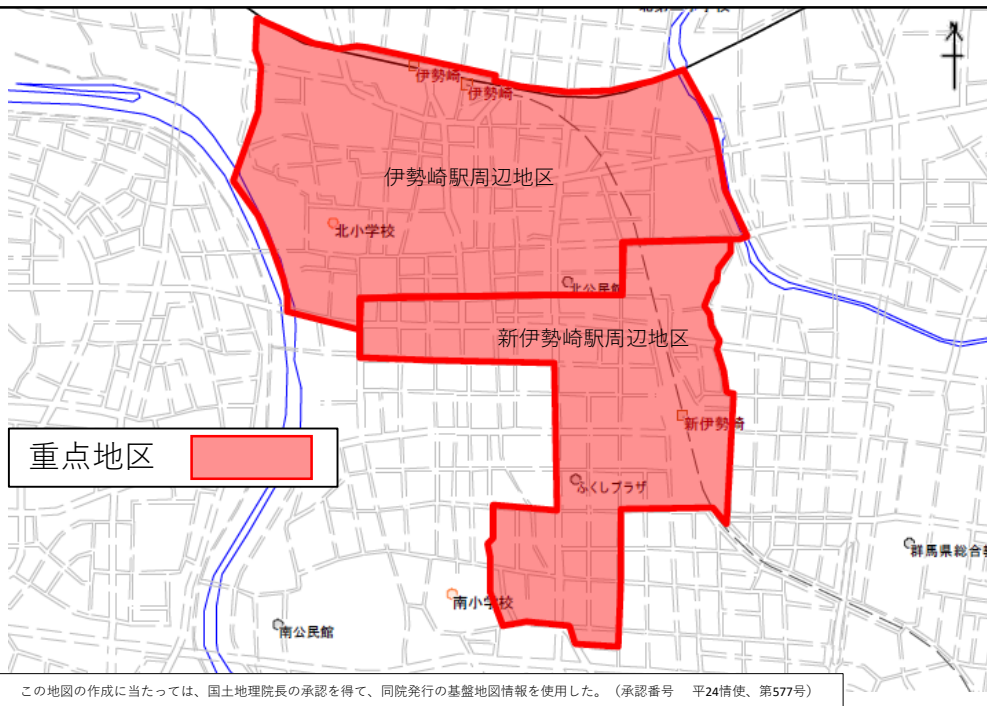 伊勢崎
伊勢崎
伊勢崎駅周辺地区
北小学校
北公民館
新伊勢崎駅周辺地区
新伊勢崎
重点地区
ふくしプラザ
群馬県総合
南小学校
南公民館
この地図の作成に当たっては、国土地理院長の承認を得て、同院発行の基盤地図情報を使用した。（承認番号　平24情使、第577号）